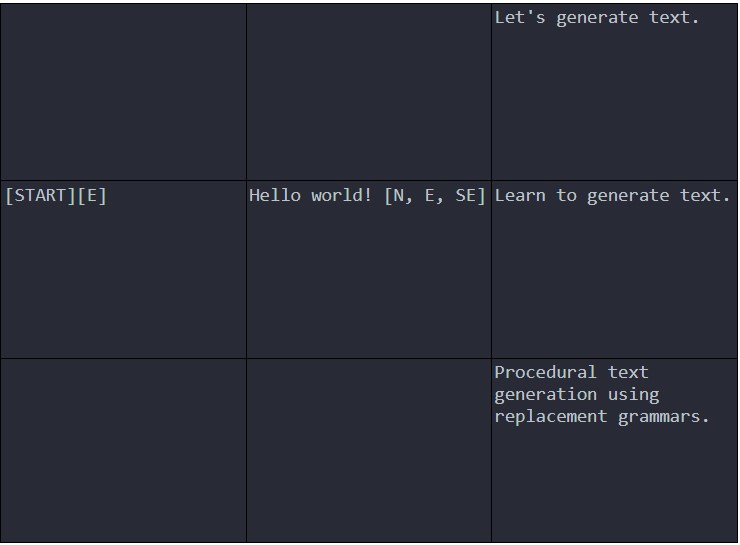 Let's generate text.
[START][E]
Hello world! [N, E, SE]
Learn to generate text.
Procedural text
generation using
replacement grammars.